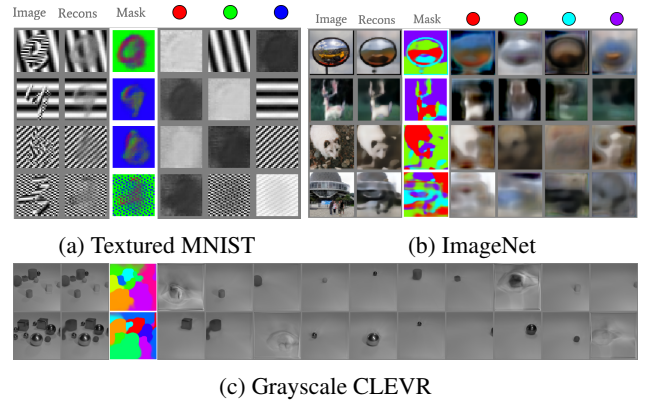 Image Recons Mask
Image Recons Mask
(a) Textured MNIST
(b) ImageNet
(c) Grayscale CLEVR